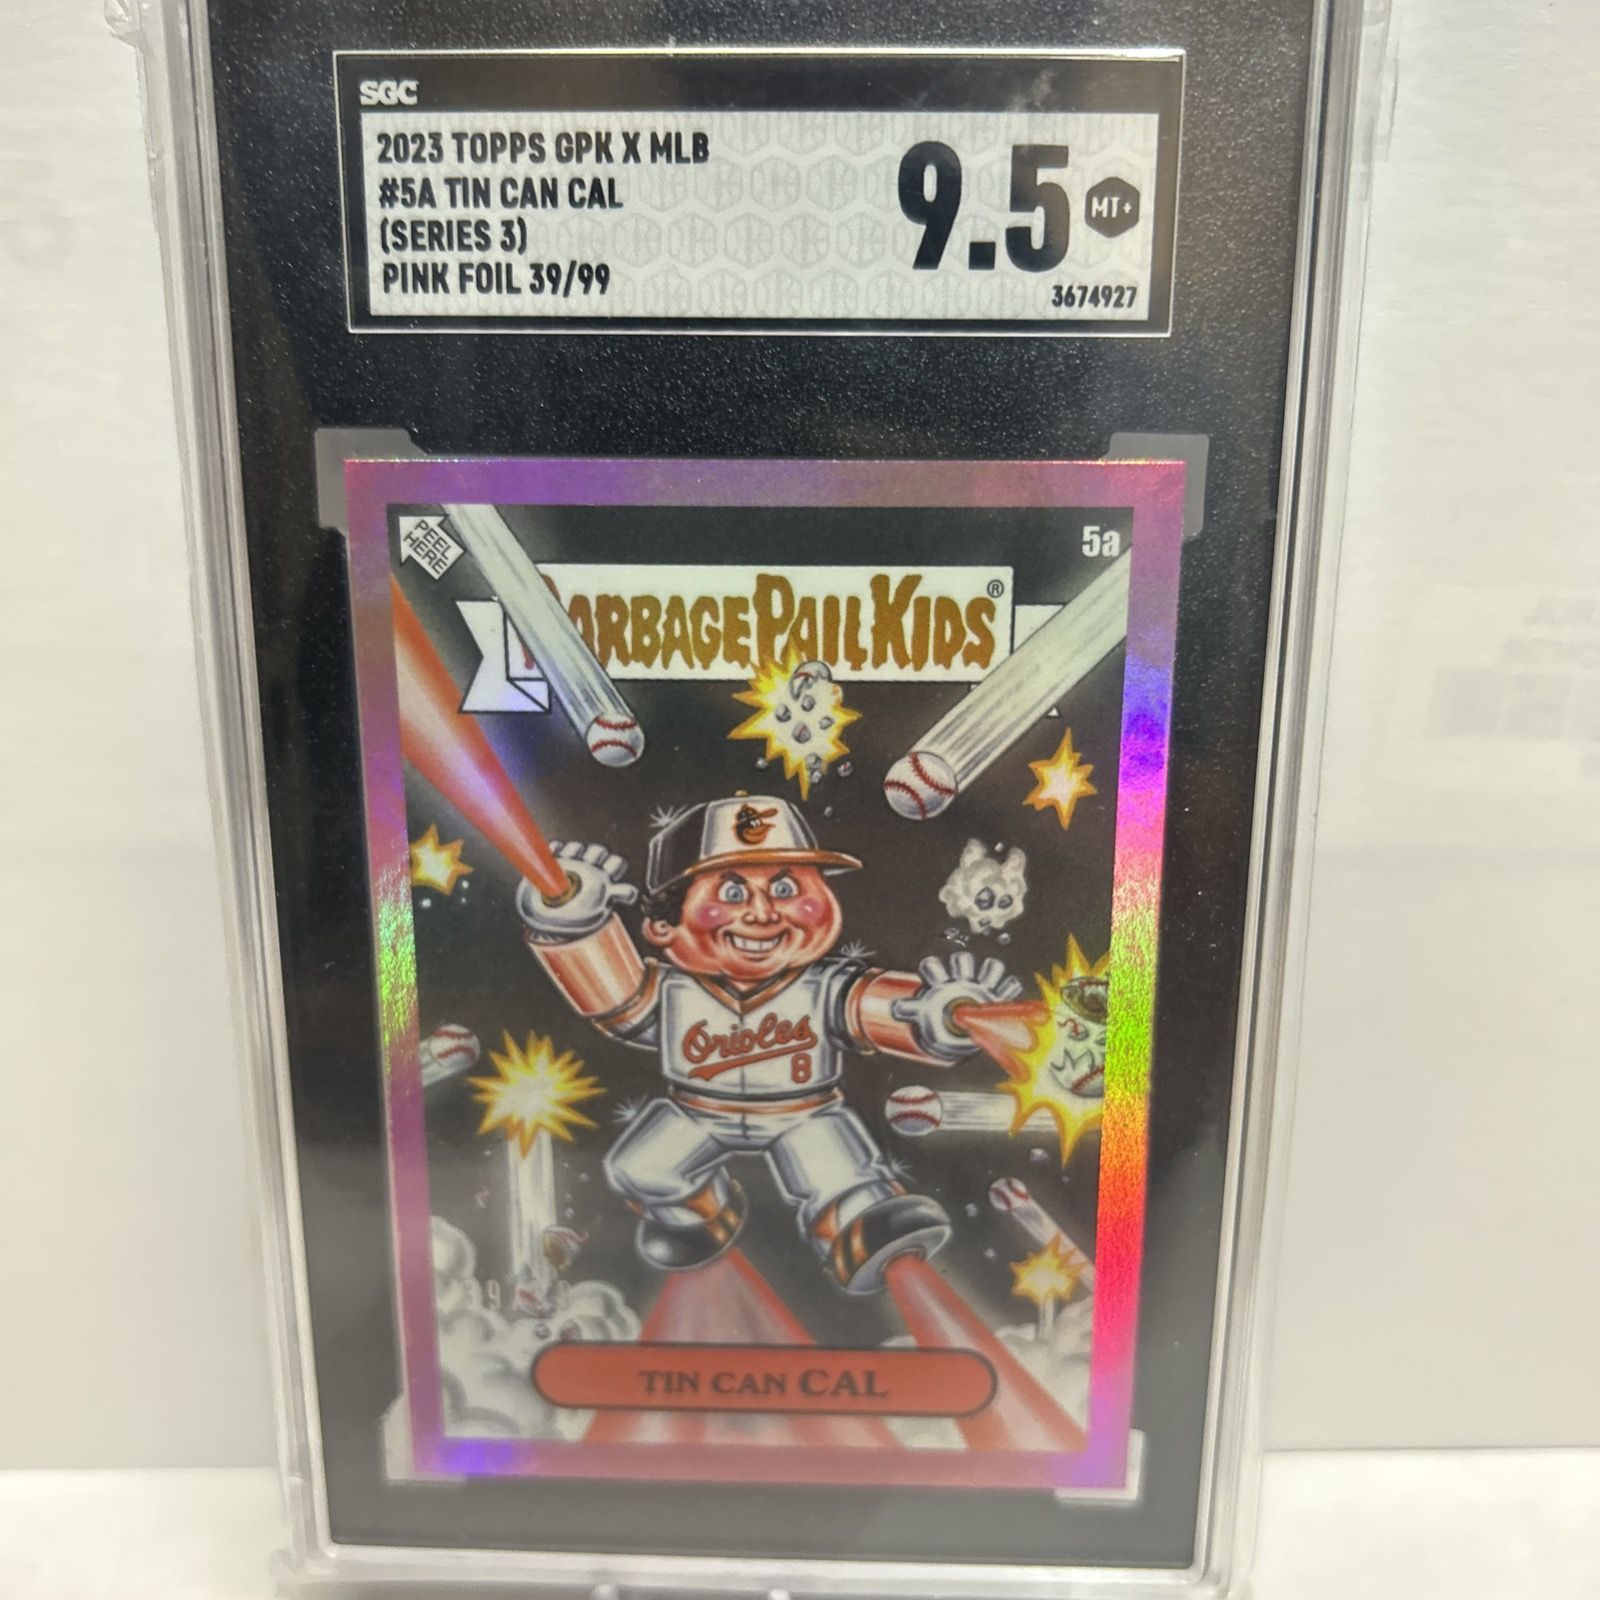 SGC
2023 TOPPS GPK X MLB
#5A TIN CAN CAL
(SERIES 3)
PINK FOIL 39/99
9.5
MT+
3674927
PEEL
HERE
5a
GARBAGE PAIL KIDS®
Orioles
8
TIN CAN CAL